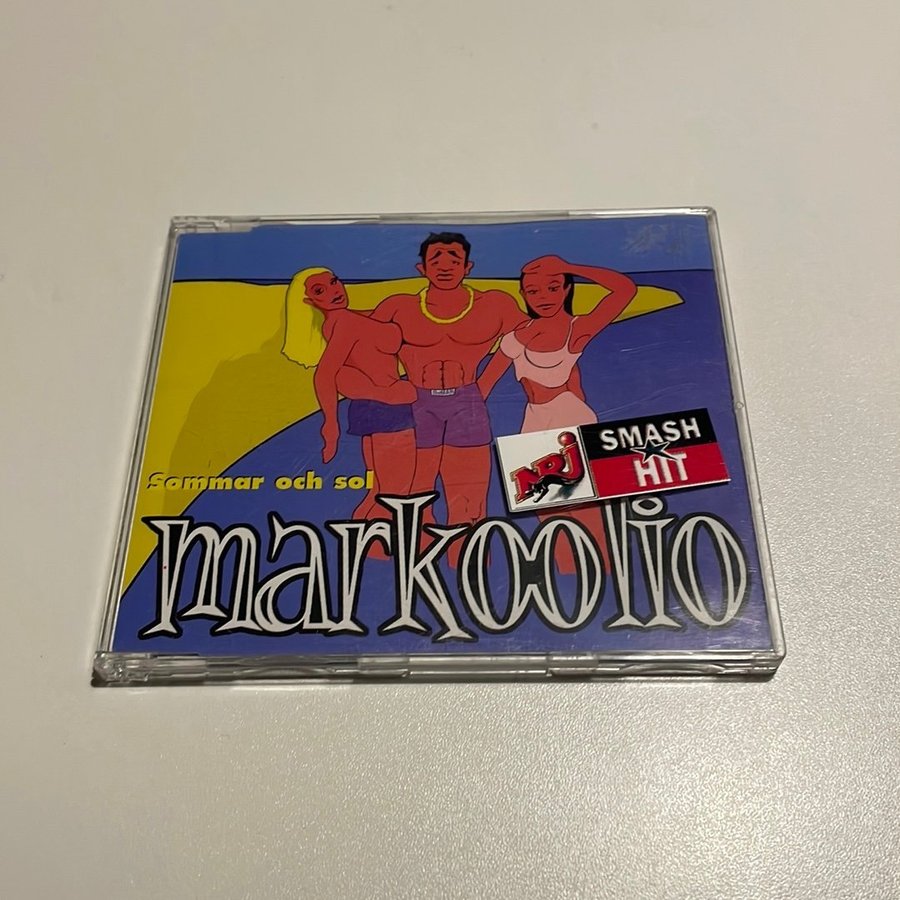 Sommar och sol
NRJ
SMASH
HIT
markoolio